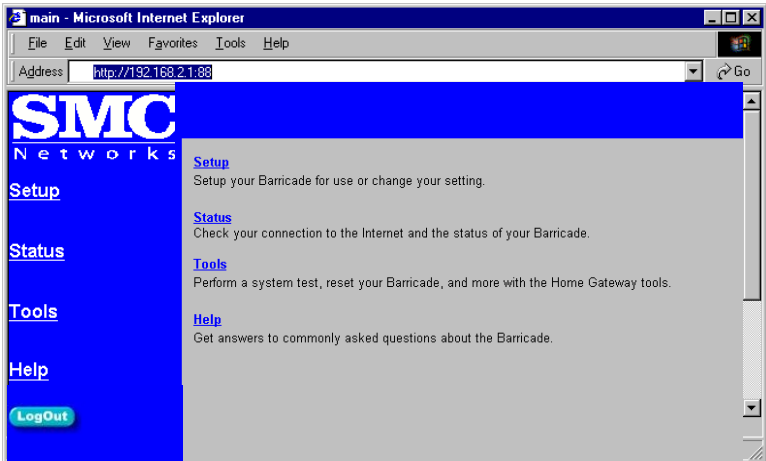 main - Microsoft Internet Explorer
File Edit View Favorites Tools Help
Address http://192.168.2.1:88 Go
SMC
Networks
Setup
Status
Tools
Help
LogOut
Setup
Setup your Barricade for use or change your setting.
Status
Check your connection to the Internet and the status of your Barricade.
Tools
Perform a system test, reset your Barricade, and more with the Home Gateway tools.
Help
Get answers to commonly asked questions about the Barricade.